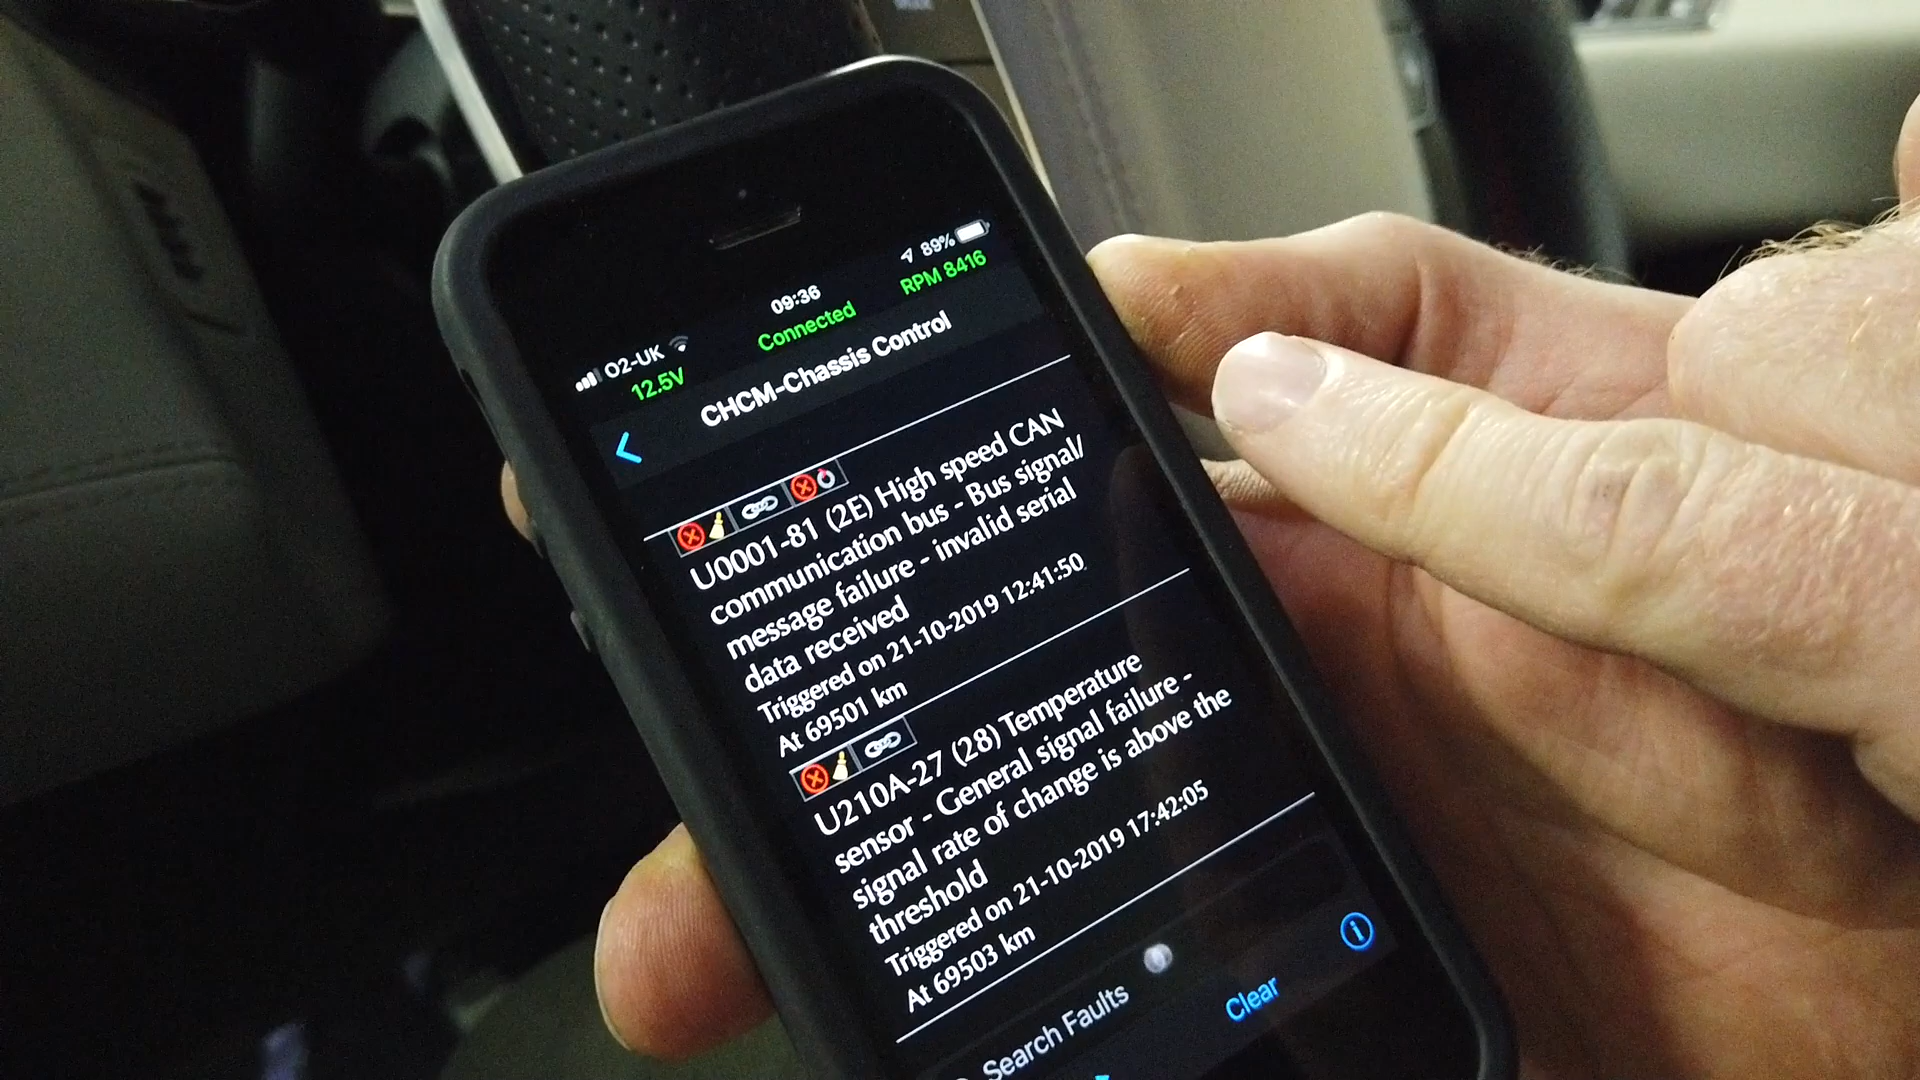 89%
09:36
O2-UK
RPM 8416
Connected
12.5V
CHCM-Chassis Control
U0001-81 (2E) High speed CAN
communication bus - Bus signal/
message failure - invalid serial
data received
Triggered on 21-10-2019 12:41:50
At 69501 km
U210A-27 (28) Temperature
sensor - General signal failure -
signal rate of change is above the
threshold
Triggered on 21-10-2019 17:42:05
At 69503 km
Search Faults
Clear